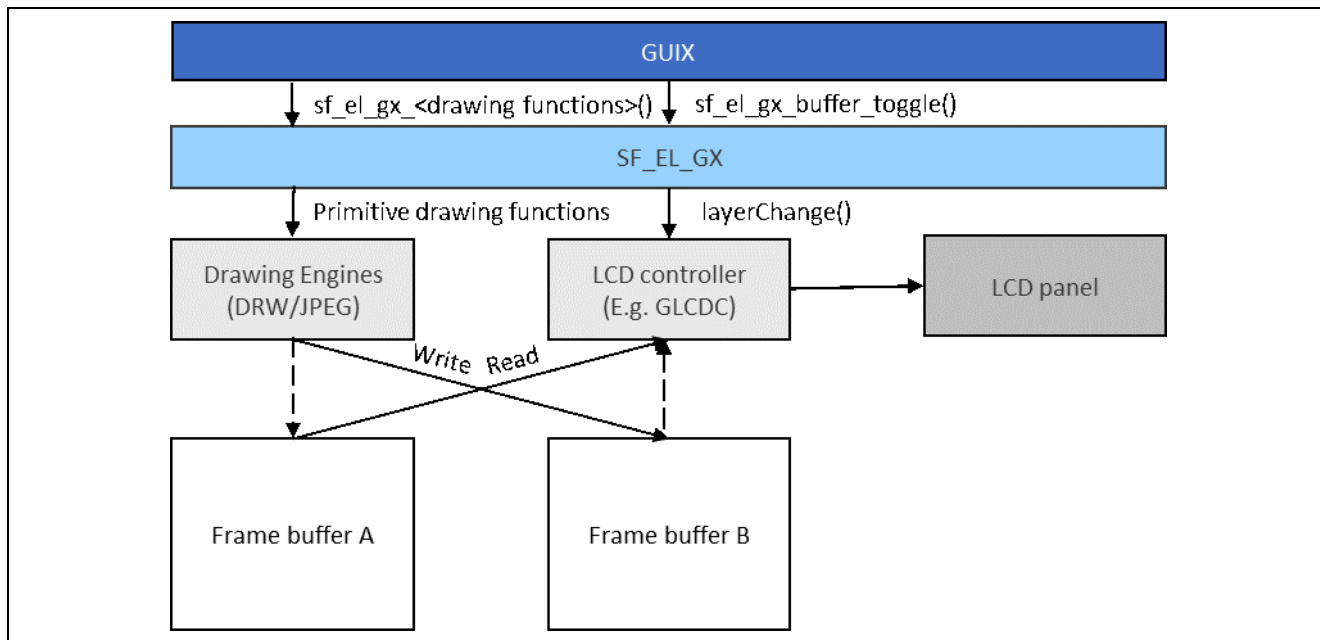 GUIX
sf_el_gx_<drawing functions>()
sf_el_gx_buffer_toggle()
SF_EL_GX
Primitive drawing functions
layerChange()
Drawing Engines
(DRW/JPEG)
LCD controller
(E.g. GLCDC)
LCD panel
Write Read
Frame buffer A
Frame buffer B